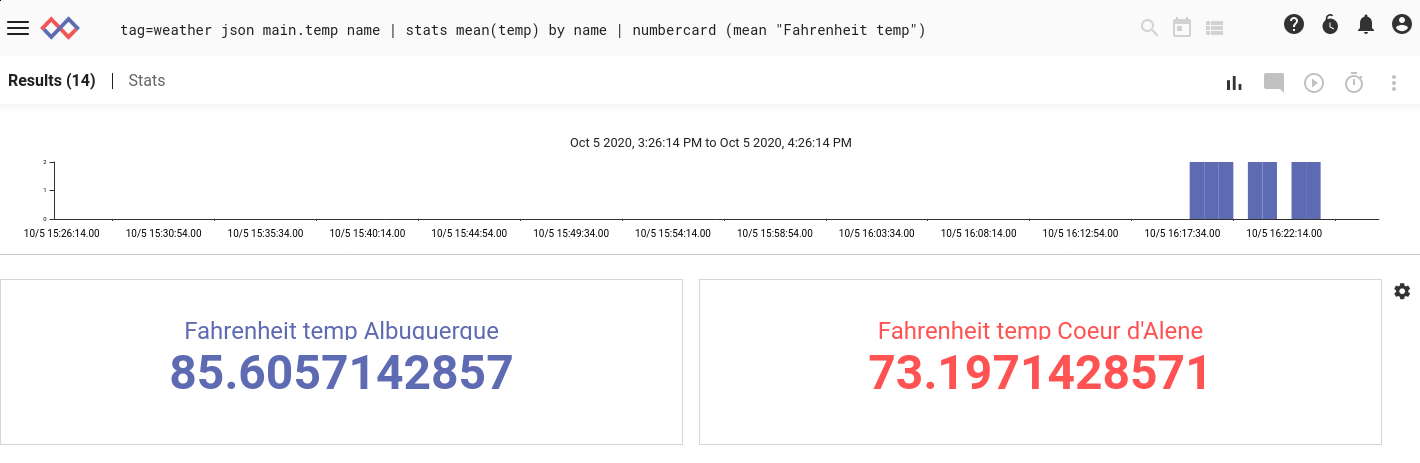 tag=weather json main.temp name | stats mean(temp) by name | numbercard (mean "Fahrenheit temp")
Results (14) | Stats
Oct 5 2020, 3:26:14 PM to Oct 5 2020, 4:26:14 PM
2
1
0
10/5 15:26:14.00 10/5 15:30:54.00 10/5 15:35:34.00 10/5 15:40:14.00 10/5 15:44:54.00 10/5 15:49:34.00 10/5 15:54:14.00 10/5 15:58:54.00 10/5 16:03:34.00 10/5 16:08:14.00 10/5 16:12:54.00 10/5 16:17:34.00 10/5 16:22:14.00
Fahrenheit temp Albuquerque
85.6057142857
Fahrenheit temp Coeur d'Alene
73.1971428571